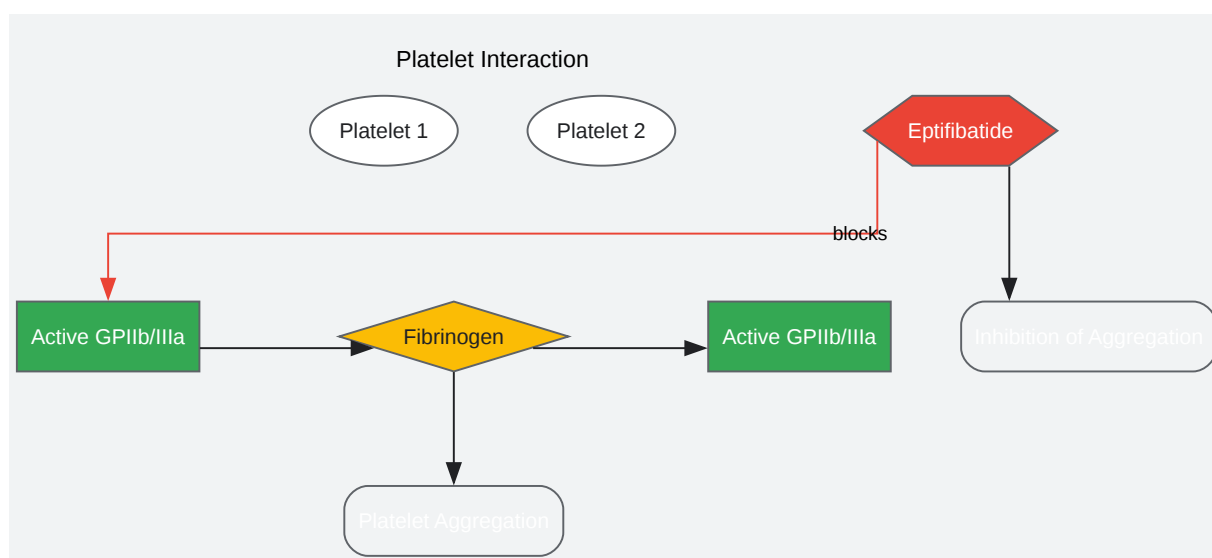 Platelet Interaction
Platelet 1
Platelet 2
Eptifibatide
blocks
Active GPIIb/IIIa
Fibrinogen
Active GPIIb/IIIa
Inhibition of Aggregation
Platelet Aggregation